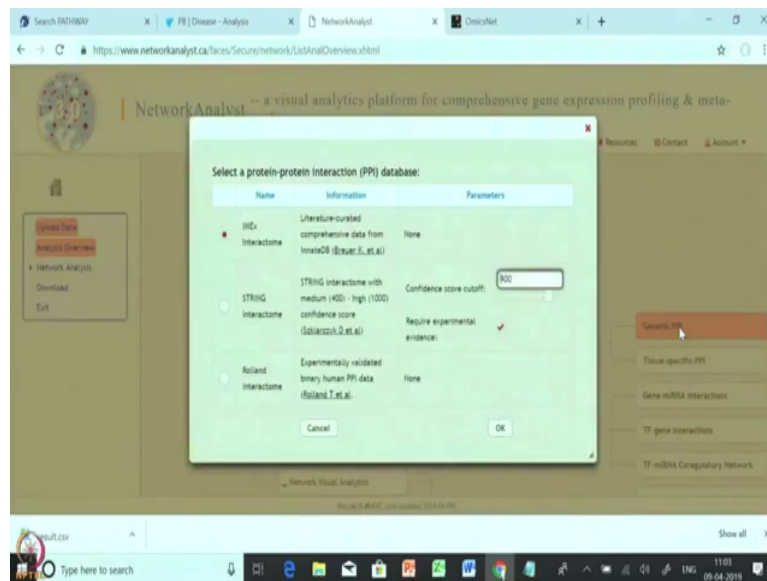 Search PATHWAY
PB | Disease - Analysis
NetworkAnalyst
OmicsNet
https://www.networkanalyst.ca/faces/Secure/network/ListAnalOverview.xhtml
3.0
NetworkAnalyst -- a visual analytics platform for comprehensive gene expression profiling & meta-
Resources
Contact
Account
Upload Data
Analysis Overview
Network Analysis
Download
Exit
Select a protein-protein interaction (PPI) database:
Name
Information
Parameters
IMEx Interactome
Literature-curated comprehensive data from InnateDB (Breuer K. et al)
None
STRING Interactome
STRING interactome with medium (400) - high (1000) confidence score (Szklarczyk D et al)
Confidence score cutoff:
900
Require experimental evidence:
Rolland Interactome
Experimentally validated binary human PPI data (Rolland T et al.
None
Cancel
OK
Generic PPI
Tissue-specific PPI
Gene-miRNA Interactions
TF-gene Interactions
TF-miRNA Coregulatory Network
Network Visual Analytics
result.csv
Show all
NPTEL
Type here to search
ENG
11:03
09-04-2019